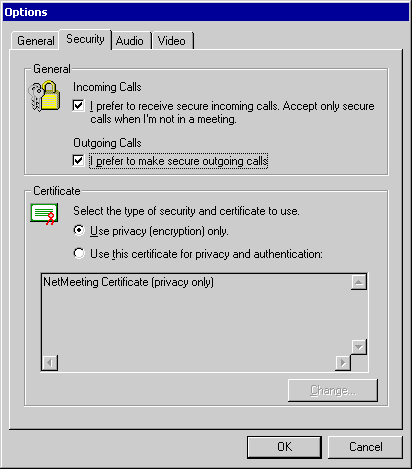 Options
General Security Audio Video
General
Incoming Calls
I prefer to receive secure incoming calls. Accept only secure
calls when I'm not in a meeting.
Outgoing Calls
I prefer to make secure outgoing calls
Certificate
Select the type of security and certificate to use.
Use privacy (encryption) only.
Use this certificate for privacy and authentication:
NetMeeting Certificate (privacy only)
Change...
OK Cancel